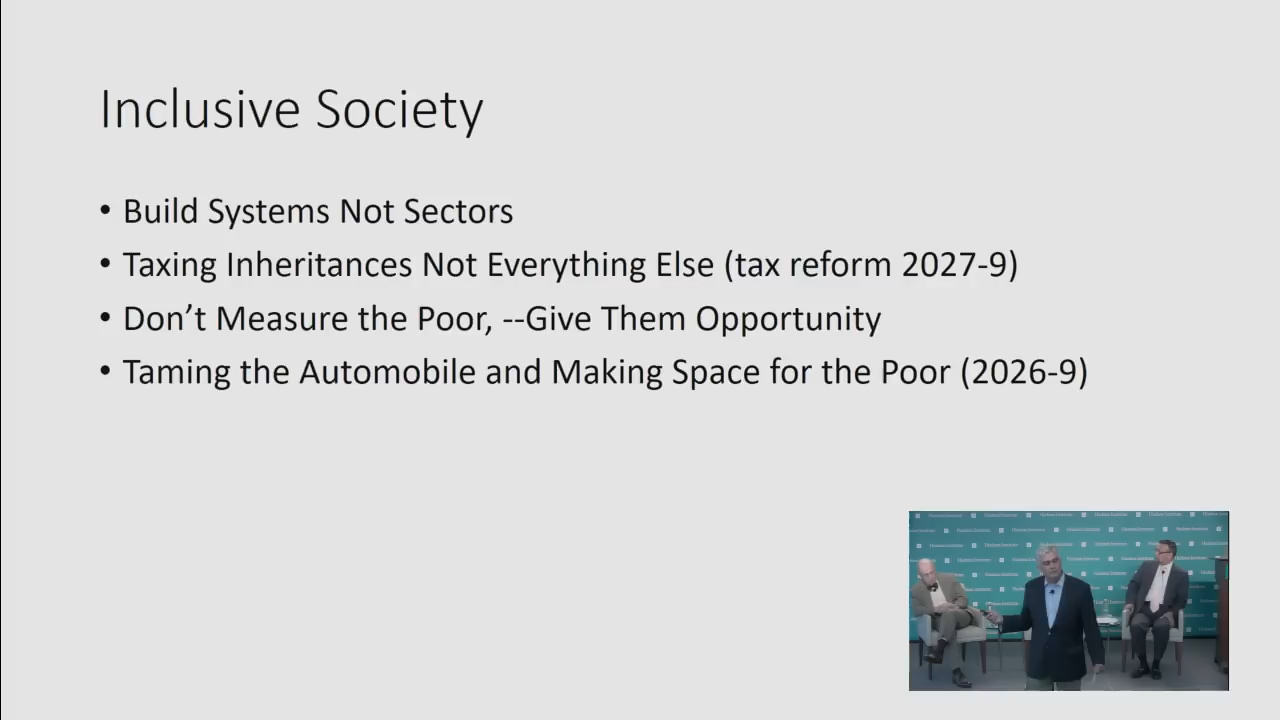 Inclusive Society
• Build Systems Not Sectors
• Taxing Inheritances Not Everything Else (tax reform 2027-9)
• Don’t Measure the Poor, --Give Them Opportunity
• Taming the Automobile and Making Space for the Poor (2026-9)